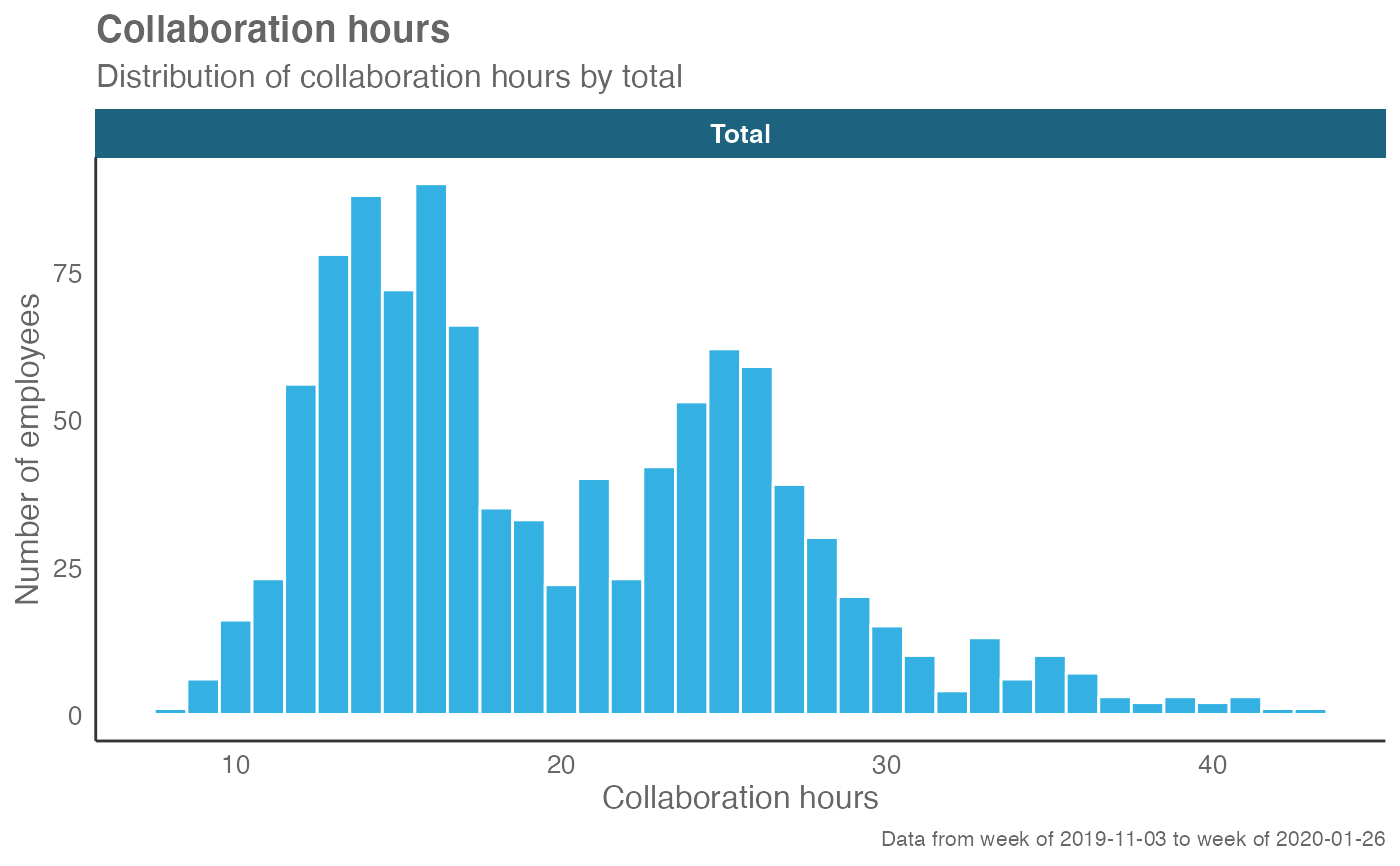 Collaboration hours
Distribution of collaboration hours by total
Total
Number of employees
75
50
25
0
10
20
30
40
Collaboration hours
Data from week of 2019-11-03 to week of 2020-01-26